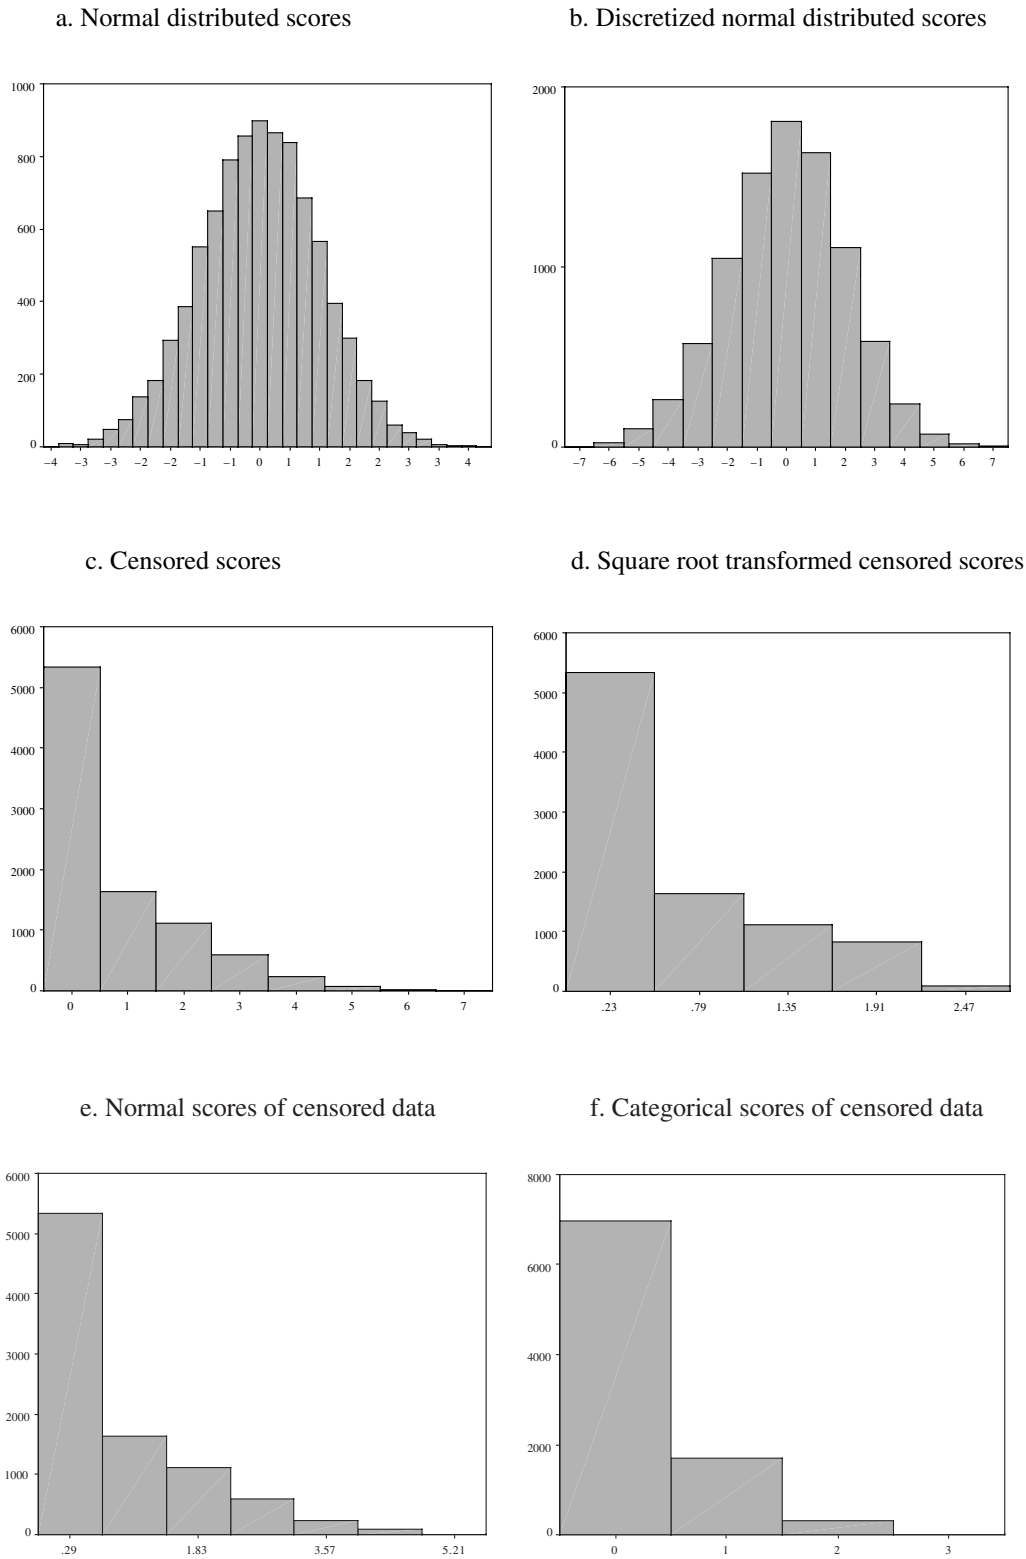 a. Normal distributed scores
b. Discretized normal distributed scores
1000
800
600
400
200
0
−4 −3 −3 −2 −2 −1 −1 0 1 1 2 2 3 3 4
2000
1000
0
−7 −6 −5 −4 −3 −2 −1 0 1 2 3 4 5 6 7
c. Censored scores
d. Square root transformed censored scores
6000
5000
4000
3000
2000
1000
0
0 1 2 3 4 5 6 7
6000
5000
4000
3000
2000
1000
0
.23 .79 1.35 1.91 2.47
e. Normal scores of censored data
f. Categorical scores of censored data
6000
5000
4000
3000
2000
1000
0
.29 1.83 3.57 5.21
8000
6000
4000
2000
0
0 1 2 3